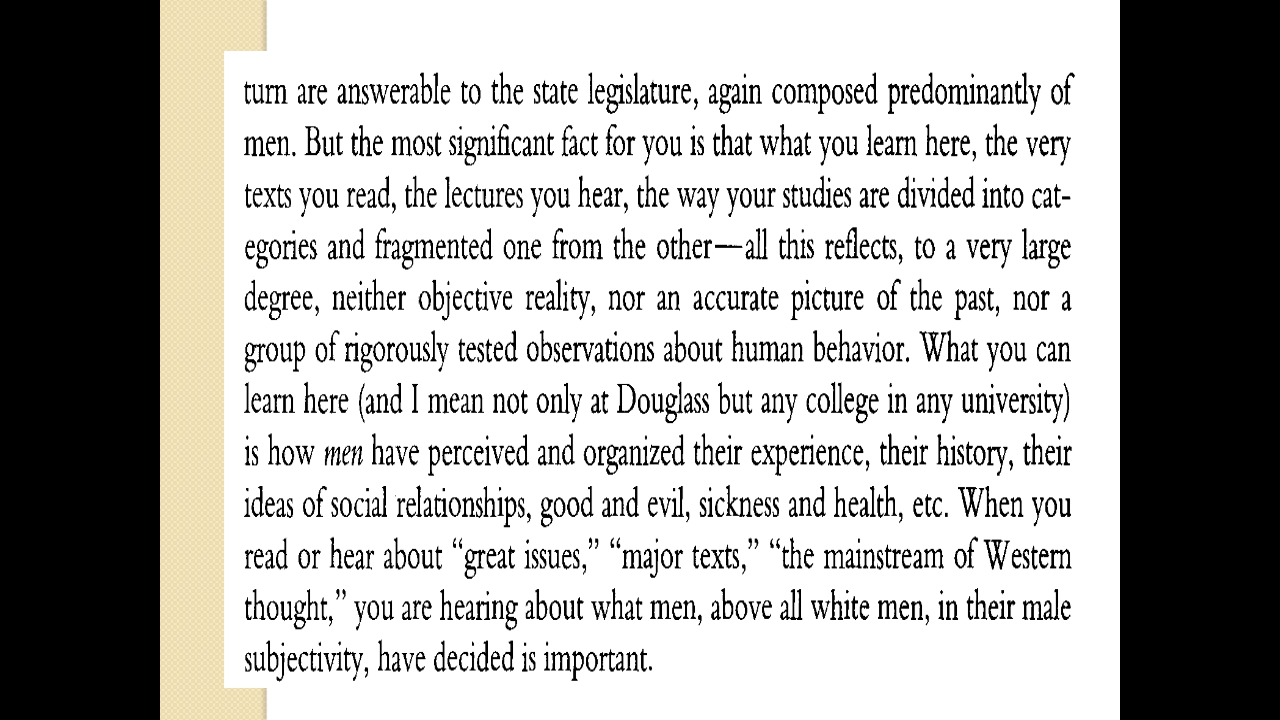 turn are answerable to the state legislature, again composed predominantly of
men. But the most significant fact for you is that what you learn here, the very
texts you read, the lectures you hear, the way your studies are divided into cat-
egories and fragmented one from the other—all this reflects, to a very large
degree, neither objective reality, nor an accurate picture of the past, nor a
group of rigorously tested observations about human behavior. What you can
learn here (and I mean not only at Douglass but any college in any university)
is how men have perceived and organized their experience, their history, their
ideas of social relationships, good and evil, sickness and health, etc. When you
read or hear about “great issues,” “major texts,” “the mainstream of Western
thought,” you are hearing about what men, above all white men, in their male
subjectivity, have decided is important.